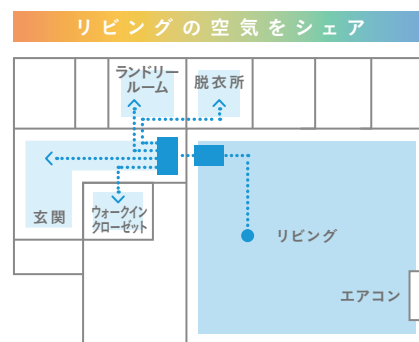 リビングの空気をシェア
ランドリー
ルーム
脱衣所
玄関
ウォークイン
クローゼット
リビング
エアコン